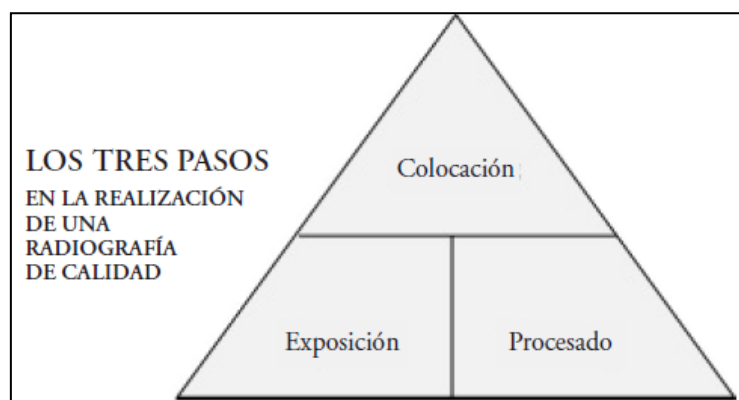 LOS TRES PASOS
EN LA REALIZACIÓN
DE UNA
RADIOGRAFÍA
DE CALIDAD
Colocación
Exposición
Procesado